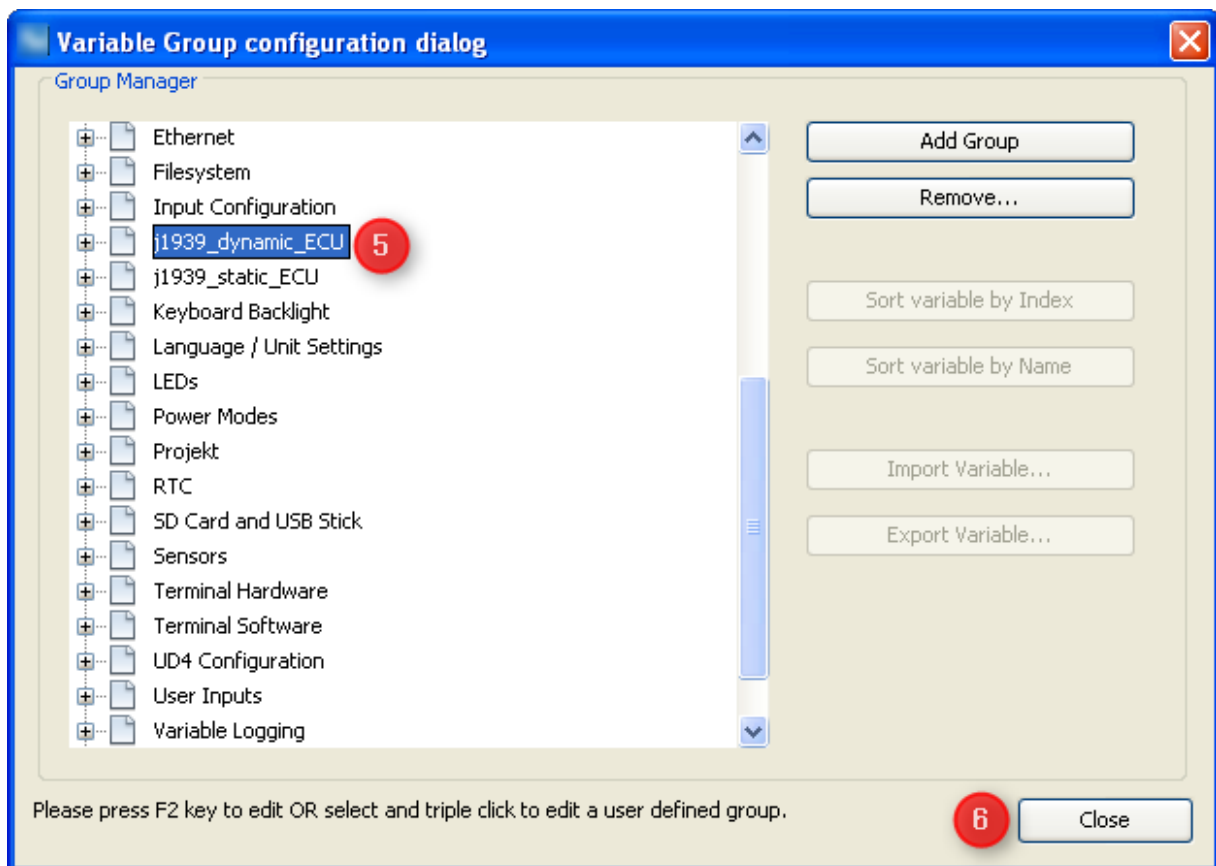 Variable Group configuration dialog
Group Manager
Ethernet
Filesystem
Input Configuration
j1939_dynamic_ECU 5
j1939_static_ECU
Keyboard Backlight
Language / Unit Settings
LEDs
Power Modes
Projekt
RTC
SD Card and USB Stick
Sensors
Terminal Hardware
Terminal Software
UD4 Configuration
User Inputs
Variable Logging
Add Group
Remove...
Sort variable by Index
Sort variable by Name
Import Variable...
Export Variable...
Please press F2 key to edit OR select and triple click to edit a user defined group.
6 Close